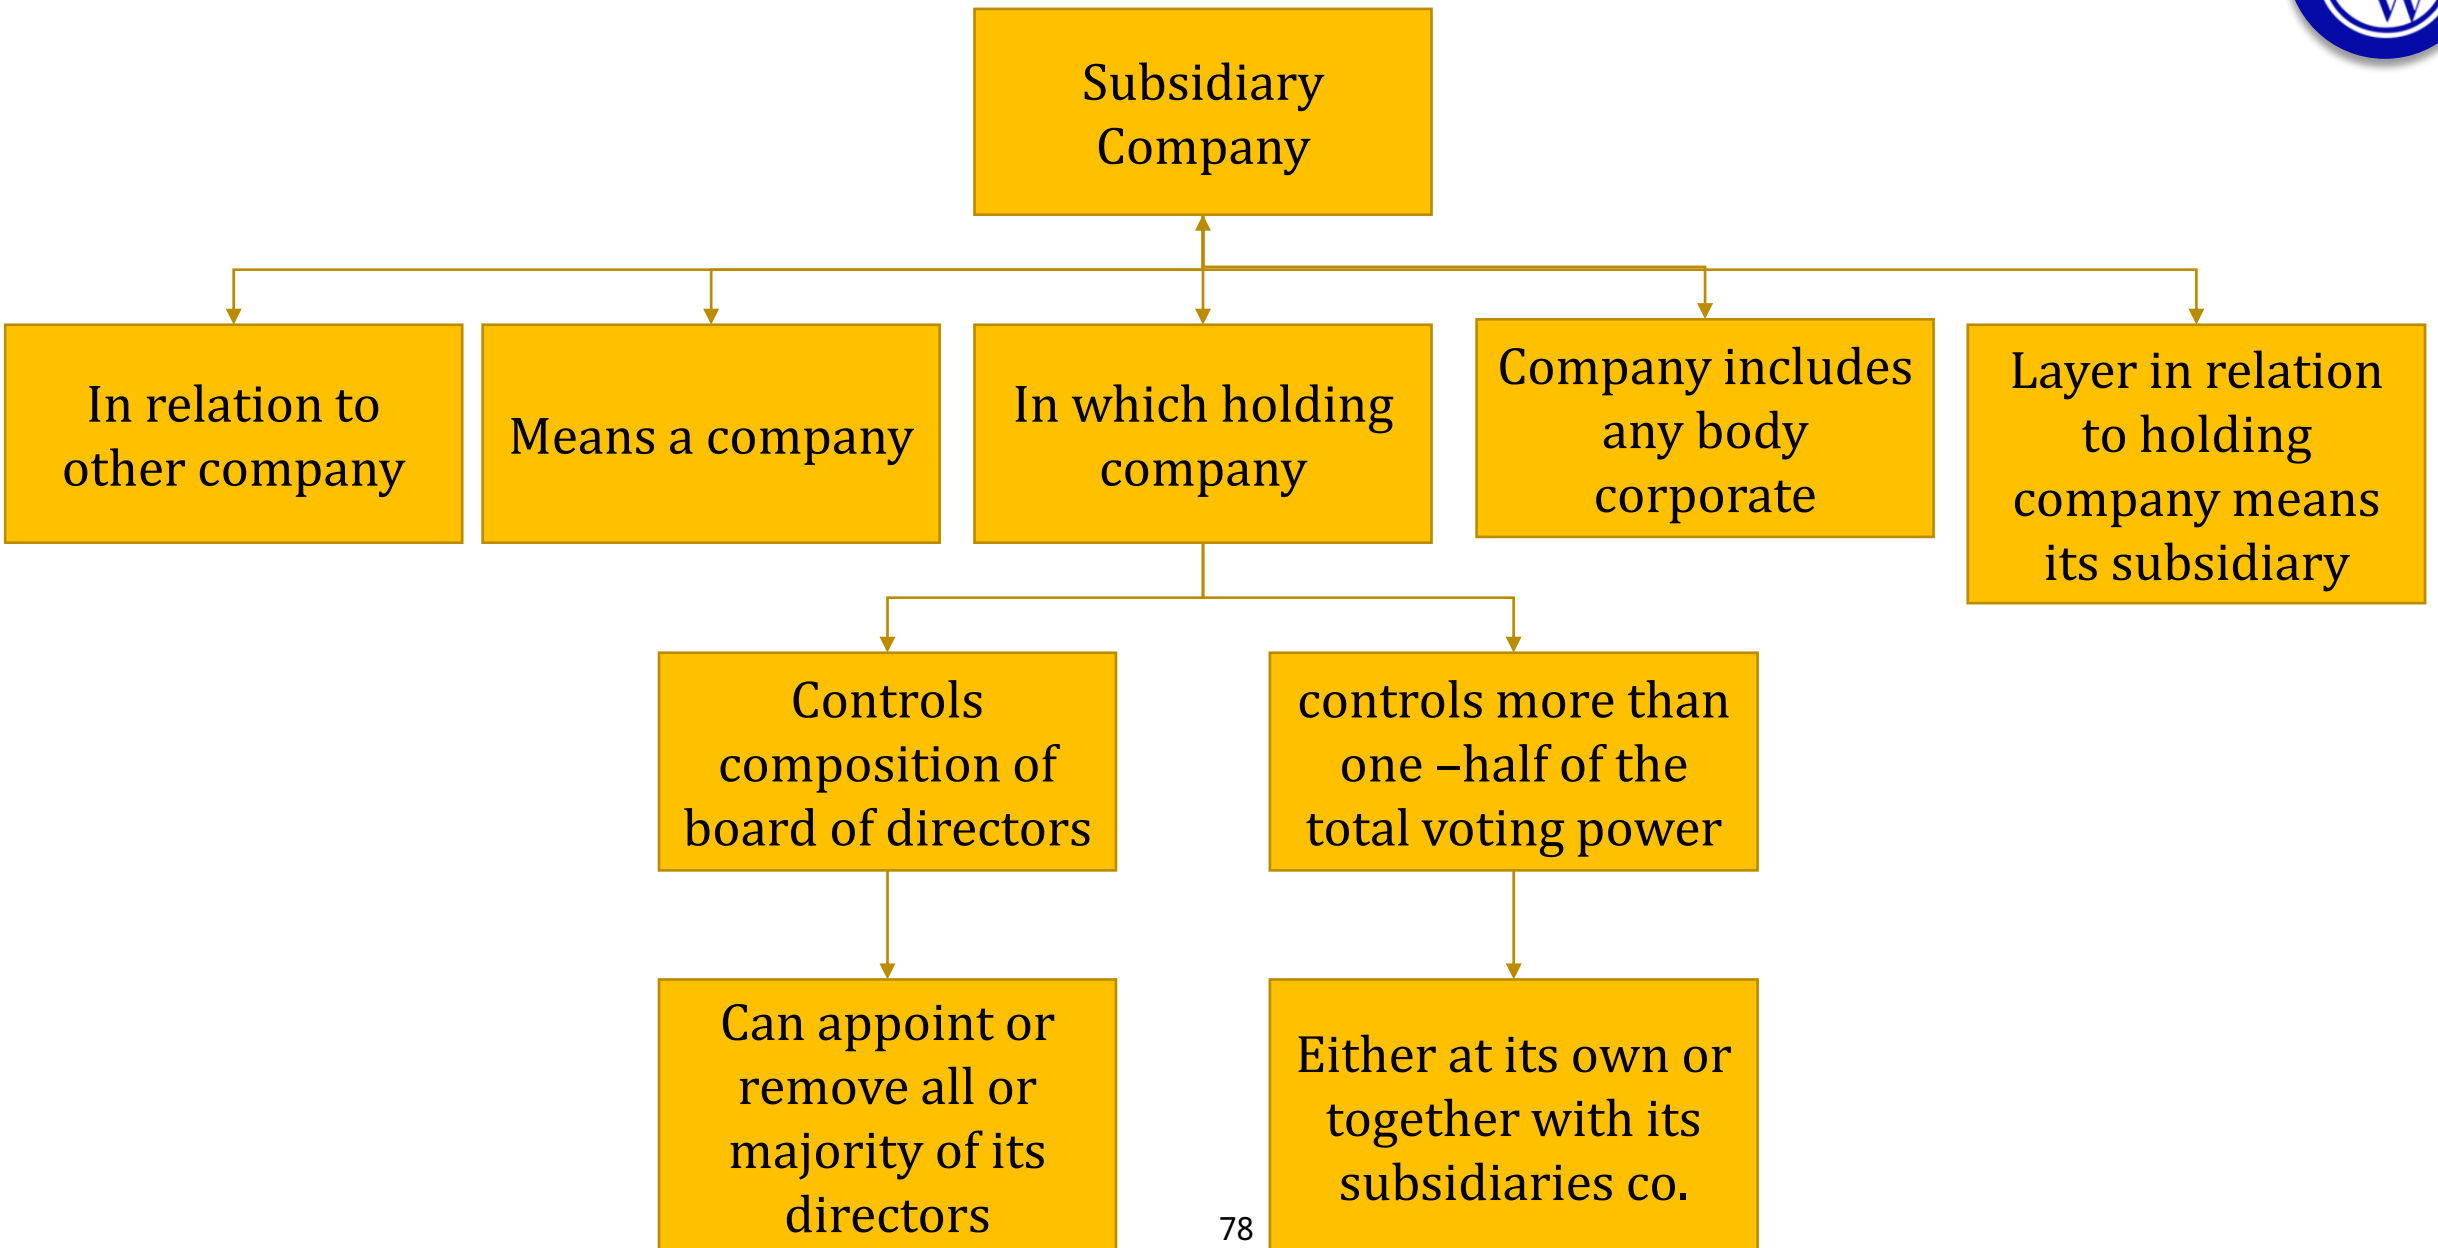 Subsidiary
Company
In relation to
other company
Means a company
In which holding
company
Company includes
any body
corporate
Layer in relation
to holding
company means
its subsidiary
Controls
composition of
board of directors
controls more than
one –half of the
total voting power
Can appoint or
remove all or
majority of its
directors
Either at its own or
together with its
subsidiaries co.
78